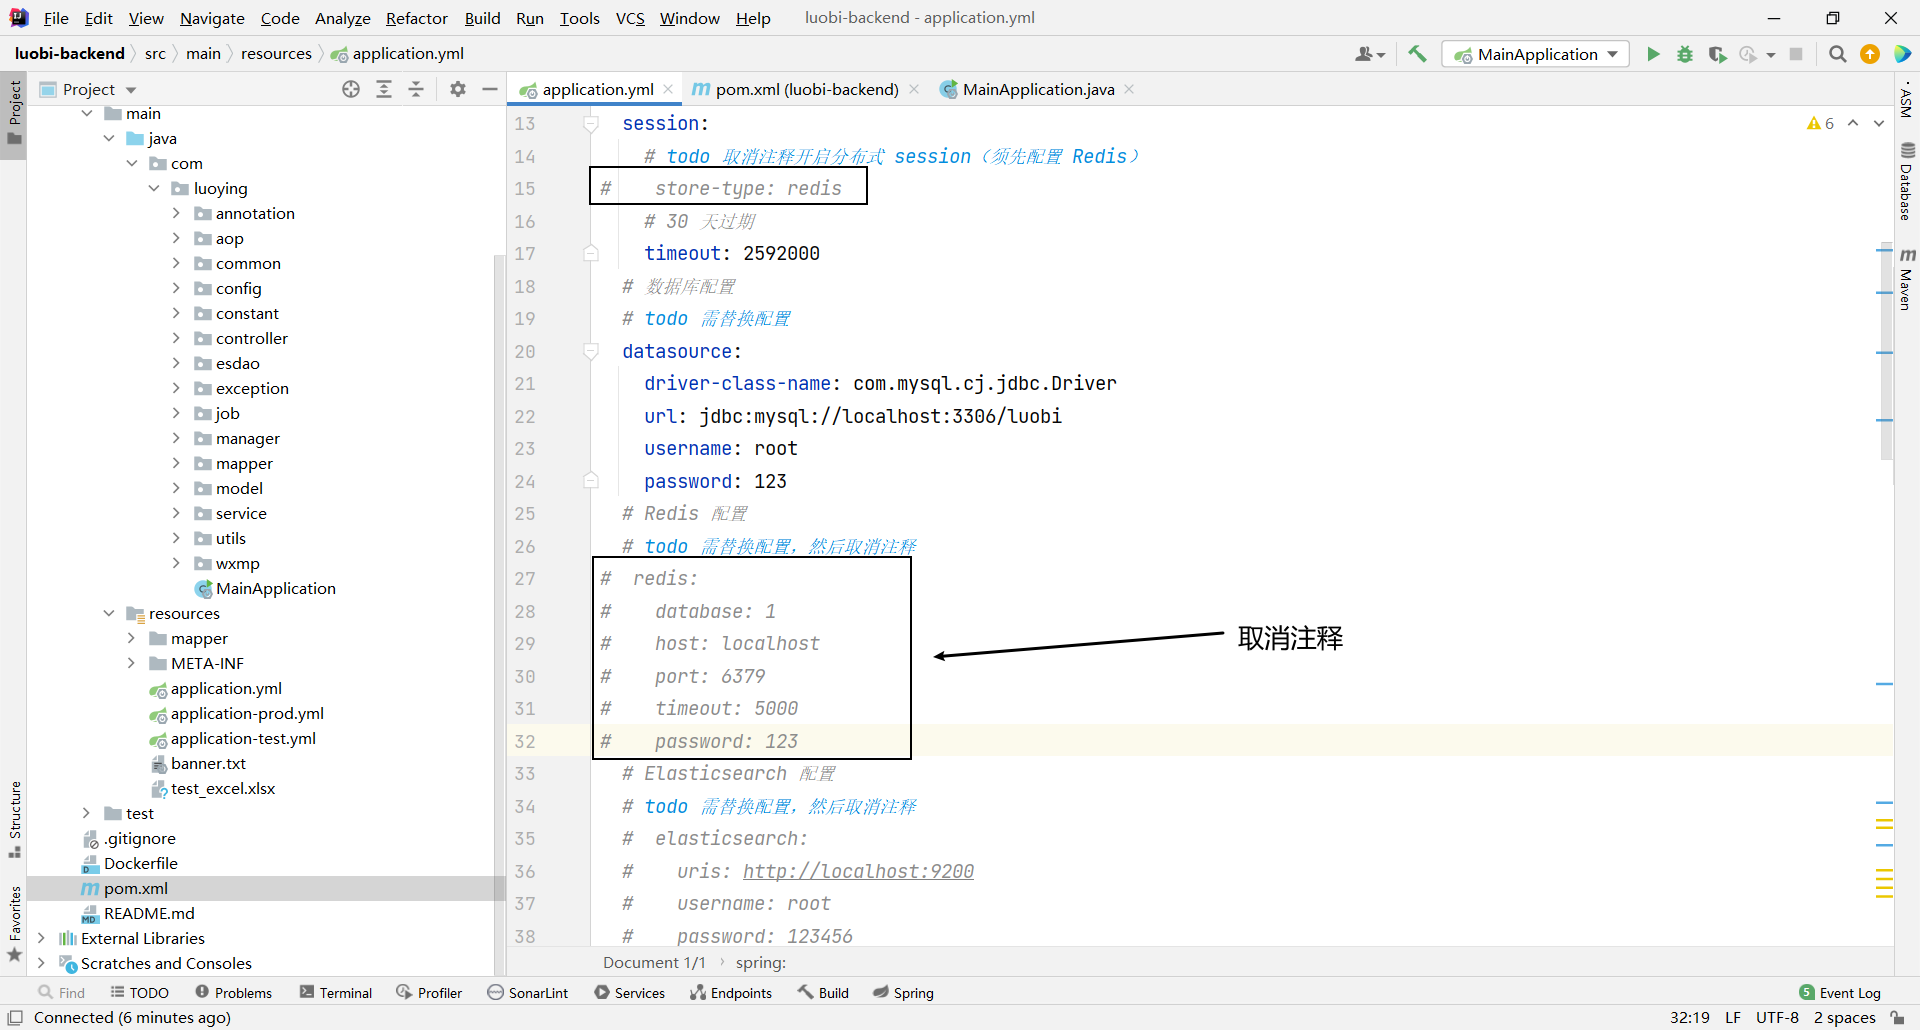 File Edit View Navigate Code Analyze Refactor Build Run Tools VCS Window Help luobi-backend - application.yml
luobi-backend src main resources application.yml MainApplication
Project application.yml pom.xml (luobi-backend) MainApplication.java
Project
Structure
Favorites
main
java
com
luoying
annotation
aop
common
config
constant
controller
esdao
exception
job
manager
mapper
model
service
utils
wxmp
MainApplication
resources
mapper
META-INF
application.yml
application-prod.yml
application-test.yml
banner.txt
test_excel.xlsx
test
.gitignore
Dockerfile
pom.xml
README.md
External Libraries
Scratches and Consoles
13 session:
14 # todo 取消注释开启分布式 session（须先配置 Redis）
15 # store-type: redis
16 # 30 天过期
17 timeout: 2592000
18 # 数据库配置
19 # todo 需替换配置
20 datasource:
21 driver-class-name: com.mysql.cj.jdbc.Driver
22 url: jdbc:mysql://localhost:3306/luobi
23 username: root
24 password: 123
25 # Redis 配置
26 # todo 需替换配置，然后取消注释
27 # redis:
28 # database: 1
29 # host: localhost
30 # port: 6379
31 # timeout: 5000
32 # password: 123
33 # Elasticsearch 配置
34 # todo 需替换配置，然后取消注释
35 # elasticsearch:
36 # uris: http://localhost:9200
37 # username: root
38 # password: 123456
取消注释
6
ASM
Database
Maven
Document 1/1 spring:
Find TODO Problems Terminal Profiler SonarLint Services Endpoints Build Spring 5 Event Log
Connected (6 minutes ago) 32:19 LF UTF-8 2 spaces